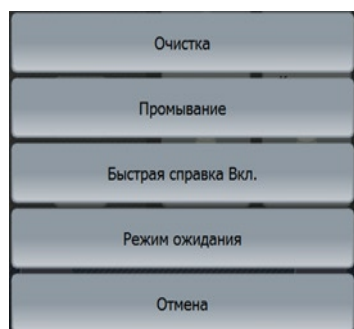 Очистка
Промывание
Быстрая справка Вкл.
Режим ожидания
Отмена